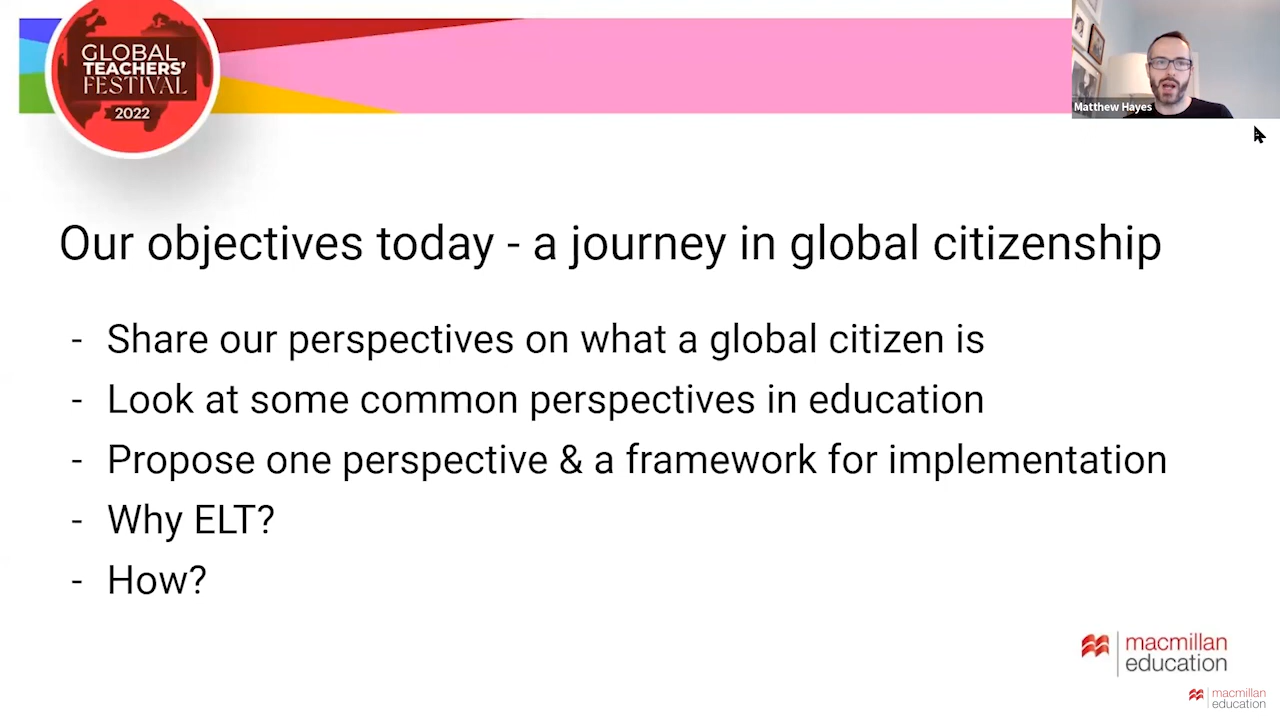 GLOBAL
TEACHERS'
FESTIVAL
2022
Matthew Hayes
Our objectives today - a journey in global citizenship
- Share our perspectives on what a global citizen is
- Look at some common perspectives in education
- Propose one perspective & a framework for implementation
- Why ELT?
- How?
macmillan
education
macmillan
education